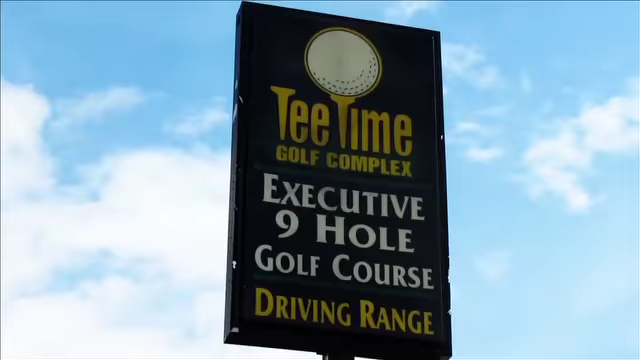 TeeTime
GOLF COMPLEX
EXECUTIVE
9 HOLE
GOLF COURSE
DRIVING RANGE